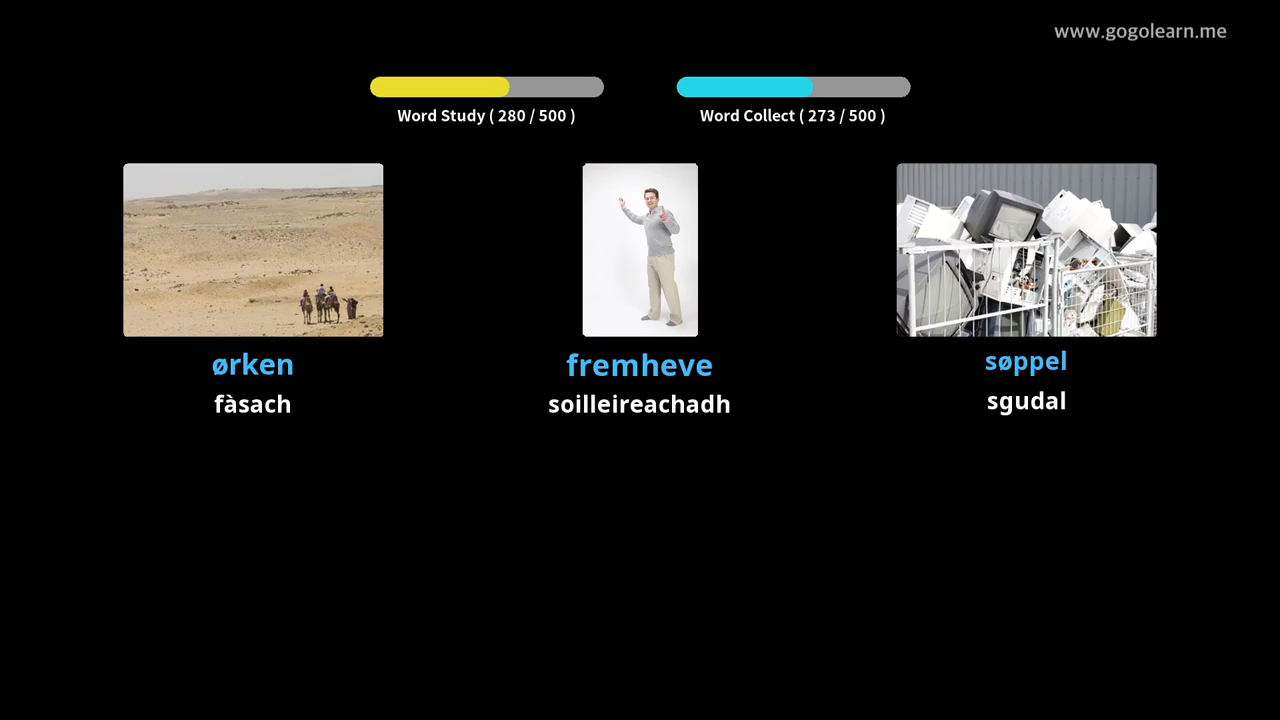 www.gogolearn.me
Word Study ( 280 / 500 )
Word Collect ( 273 / 500 )
ørken
fremheve
søppel
fàsach
soilleireachadh
sgudal